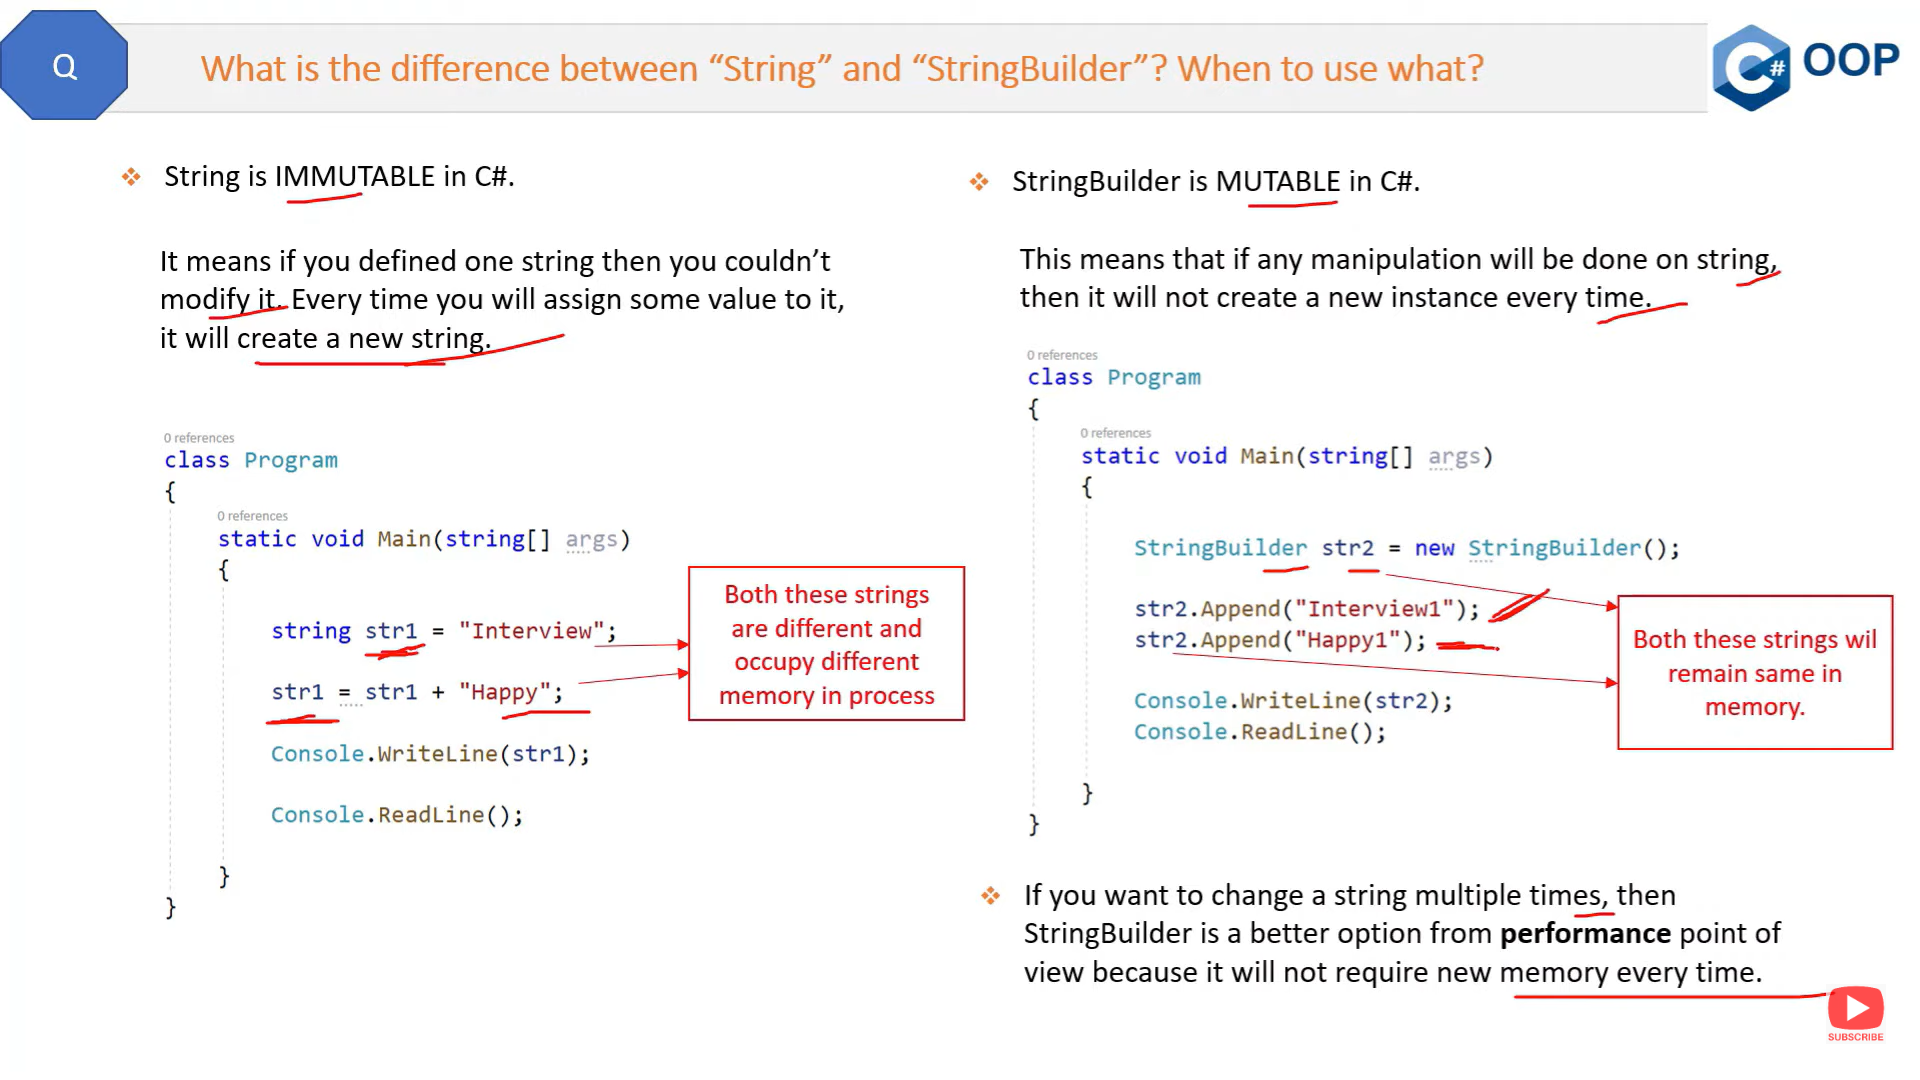 Q
What is the difference between “String” and “StringBuilder”? When to use what?
C#
OOP
String is IMMUTABLE in C#.
It means if you defined one string then you couldn’t
modify it. Every time you will assign some value to it,
it will create a new string.
0 references
class Program
{
0 references
static void Main(string[] args)
{
string str1 = "Interview";
str1 = str1 + "Happy";
Console.WriteLine(str1);
Console.ReadLine();
}
}
Both these strings
are different and
occupy different
memory in process
StringBuilder is MUTABLE in C#.
This means that if any manipulation will be done on string,
then it will not create a new instance every time.
0 references
class Program
{
0 references
static void Main(string[] args)
{
StringBuilder str2 = new StringBuilder();
str2.Append("Interview1");
str2.Append("Happy1");
Console.WriteLine(str2);
Console.ReadLine();
}
}
Both these strings wil
remain same in
memory.
If you want to change a string multiple times, then
StringBuilder is a better option from performance point of
view because it will not require new memory every time.
SUBSCRIBE